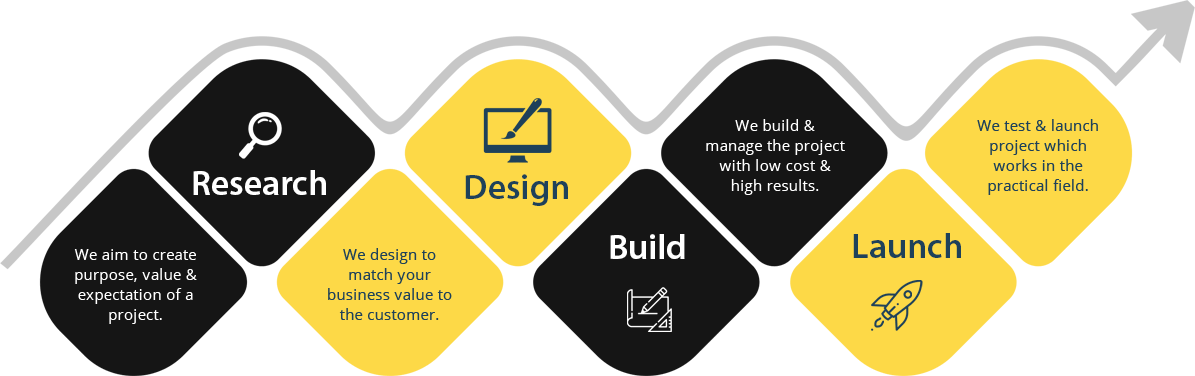 Research
We aim to create
purpose, value &
expectation of a
project.
Design
We design to
match your
business value to
the customer.
Build
We build &
manage the project
with low cost &
high results.
Launch
We test & launch
project which
works in the
practical field.